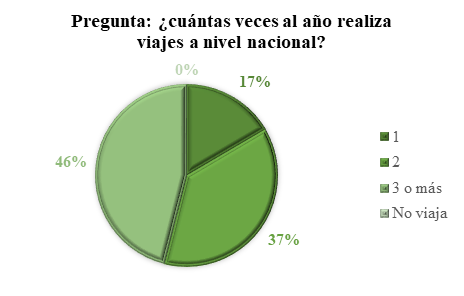 Pregunta: ¿cuántas veces al año realiza
viajes a nivel nacional?
0%
17%
46%
37%
1
2
3 o más
No viaja